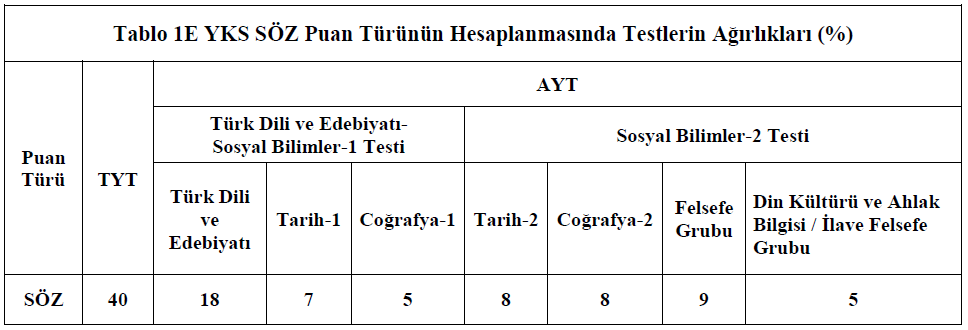 Tablo 1E YKS SÖZ Puan Türünün Hesaplanmasında Testlerin Ağırlıkları (%)
Puan
Türü
TYT
AYT
Türk Dili ve Edebiyatı-
Sosyal Bilimler-1 Testi
Sosyal Bilimler-2 Testi
Türk Dili
ve
Edebiyatı
Tarih-1
Coğrafya-1
Tarih-2
Coğrafya-2
Felsefe
Grubu
Din Kültürü ve Ahlak
Bilgisi / İlave Felsefe
Grubu
SÖZ 40 18 7 5 8 8 9 5